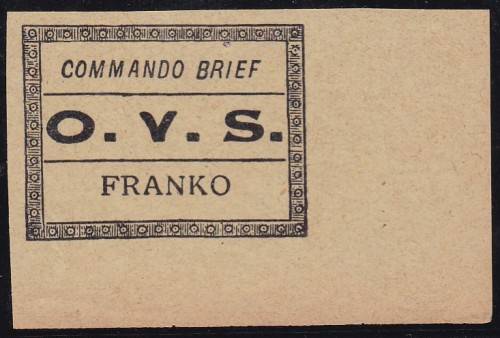 COMMANDO BRIEF
O. V. S.
FRANKO